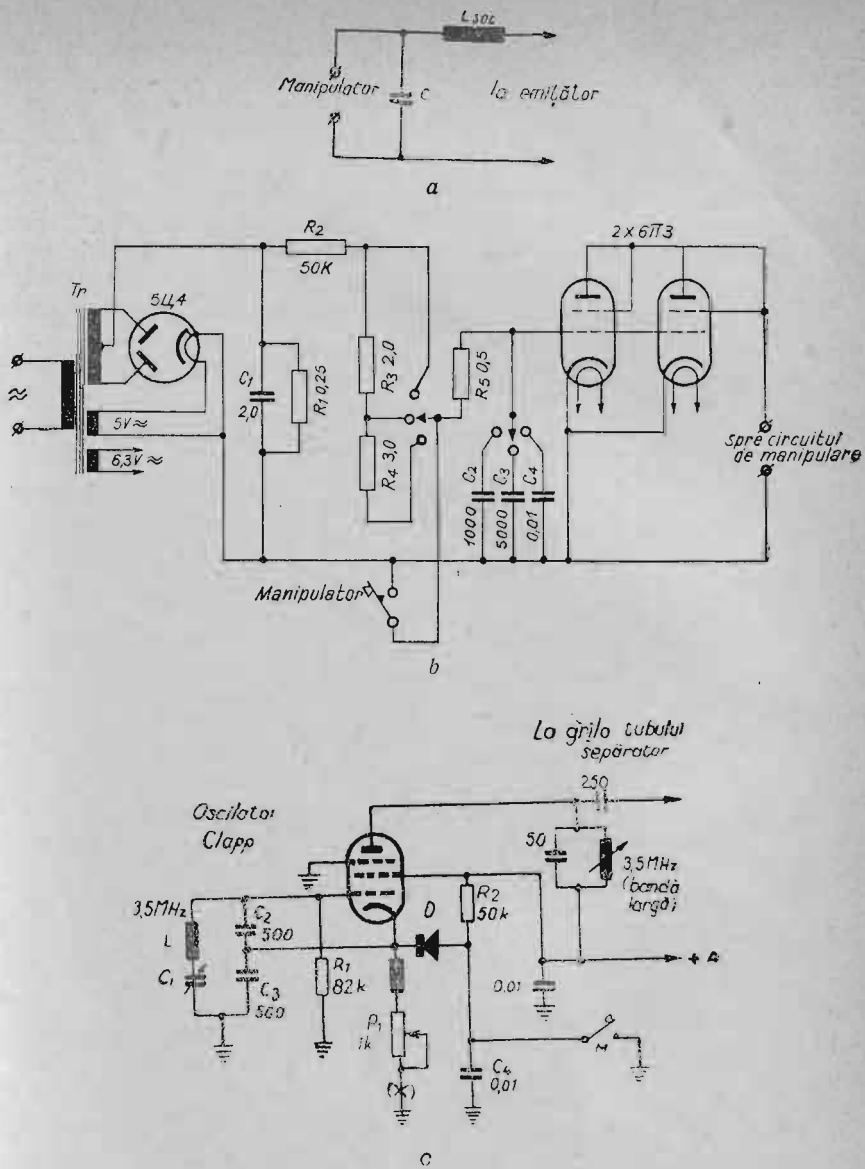 L soc
Manipulator
C
la emițător
a
R2
50K
2 x 6П3
Tr
5Ц4
C1
2,0
R1 0,25
R3 2,0
R4 3,0
R5 0,5
≈
5V ≈
6,3V ≈
C2
1000
C3
5000
C4
0,01
Spre circuitul
de manipulare
Manipulator
b
La grila tubului
separator
250
Oscilator
Clapp
50
3,5MHz
(bandă
largă)
3,5MHz
L
C1
C2
500
C3
500
R1
82k
D
R2
50k
+A
0,01
P1
1k
(X)
C4
0,01
M
c